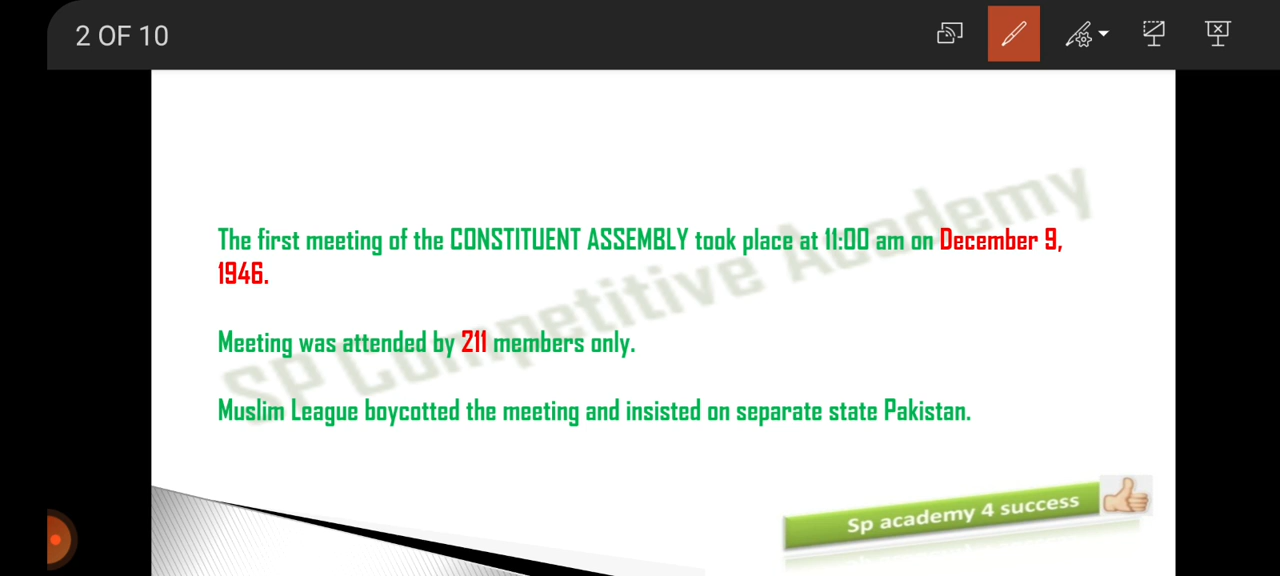 2 OF 10
The first meeting of the CONSTITUENT ASSEMBLY took place at 11:00 am on December 9,
1946.
Meeting was attended by 211 members only.
Muslim League boycotted the meeting and insisted on separate state Pakistan.
SP Competitive Academy
Sp academy 4 success